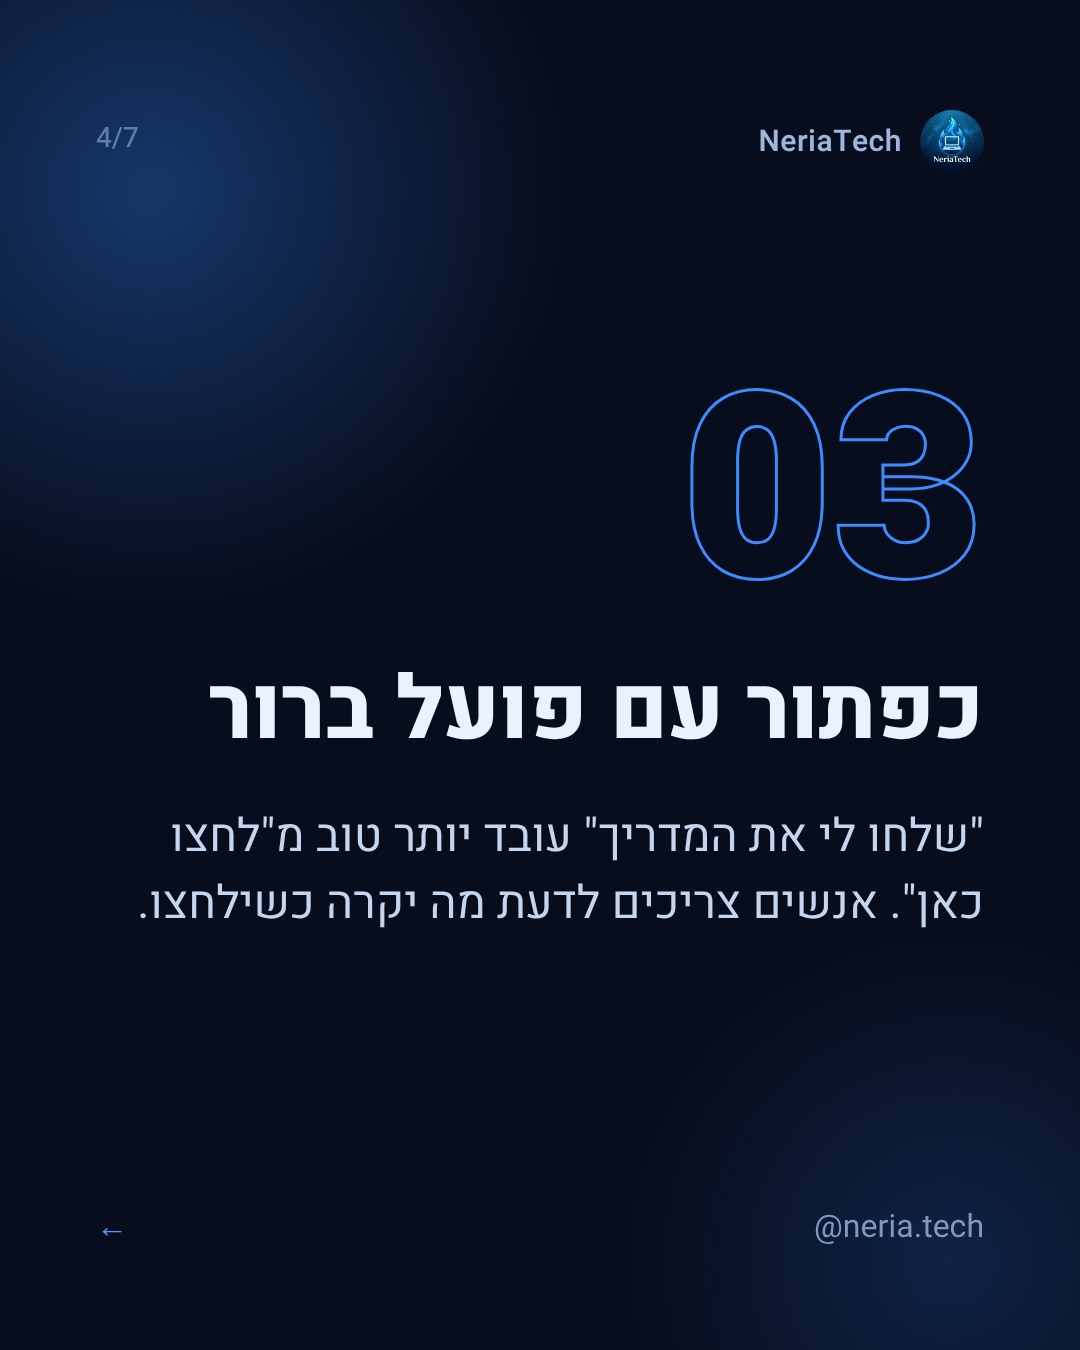 NeriaTech
NeriaTech
4/7
03
כפתור עם פועל ברור
"שלחו לי את המדריך" עובד יותר טוב מ"לחצו
כאן". אנשים צריכים לדעת מה יקרה כשילחצו.
@neria.tech
←